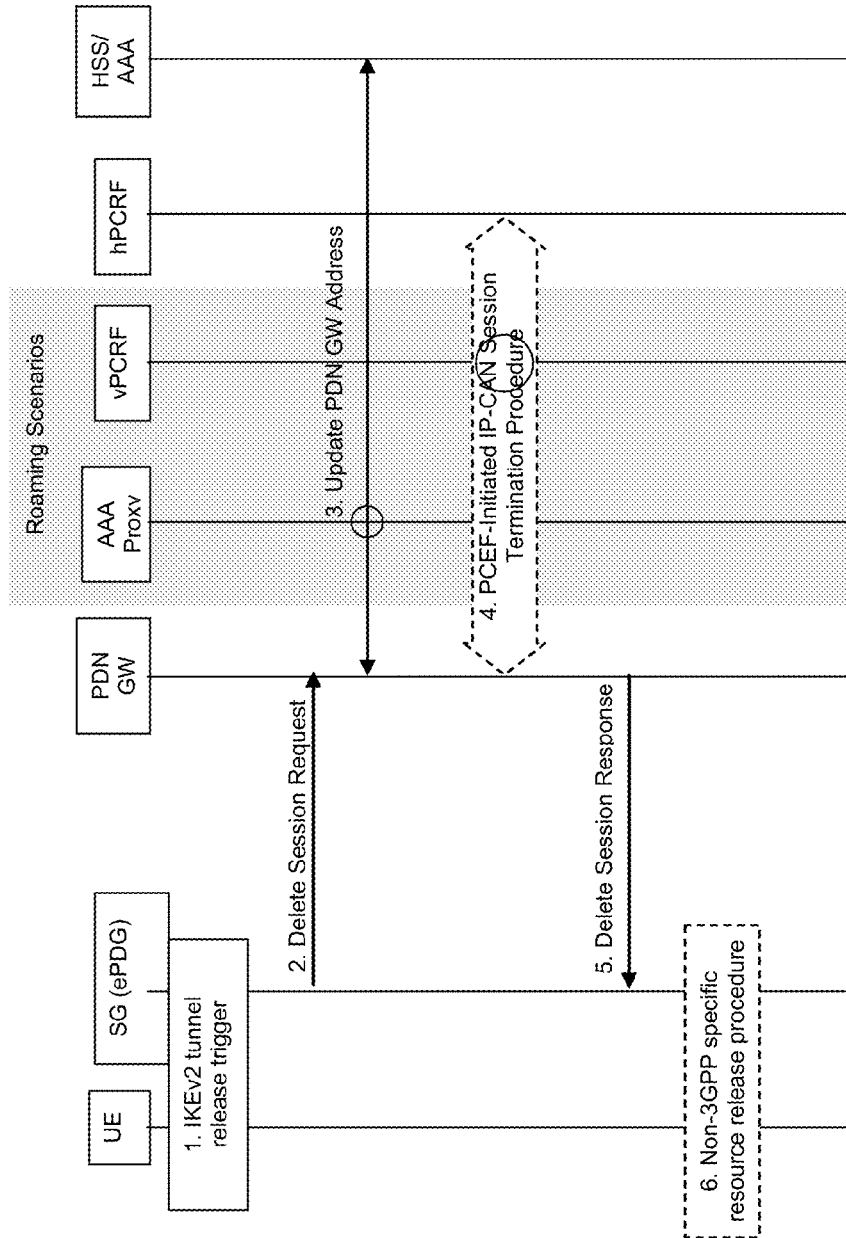 Roaming Scenarios
UE
SG (ePDG)
PDN
GW
AAA
Proxv
vPCRF
hPCRF
HSS/
AAA
1. IKEv2 tunnel
release trigger
2. Delete Session Request
3. Update PDN GW Address
4. PCEF-Initiated IP-CAN Session
Termination Procedure
5. Delete Session Response
6. Non-3GPP specific
resource release procedure